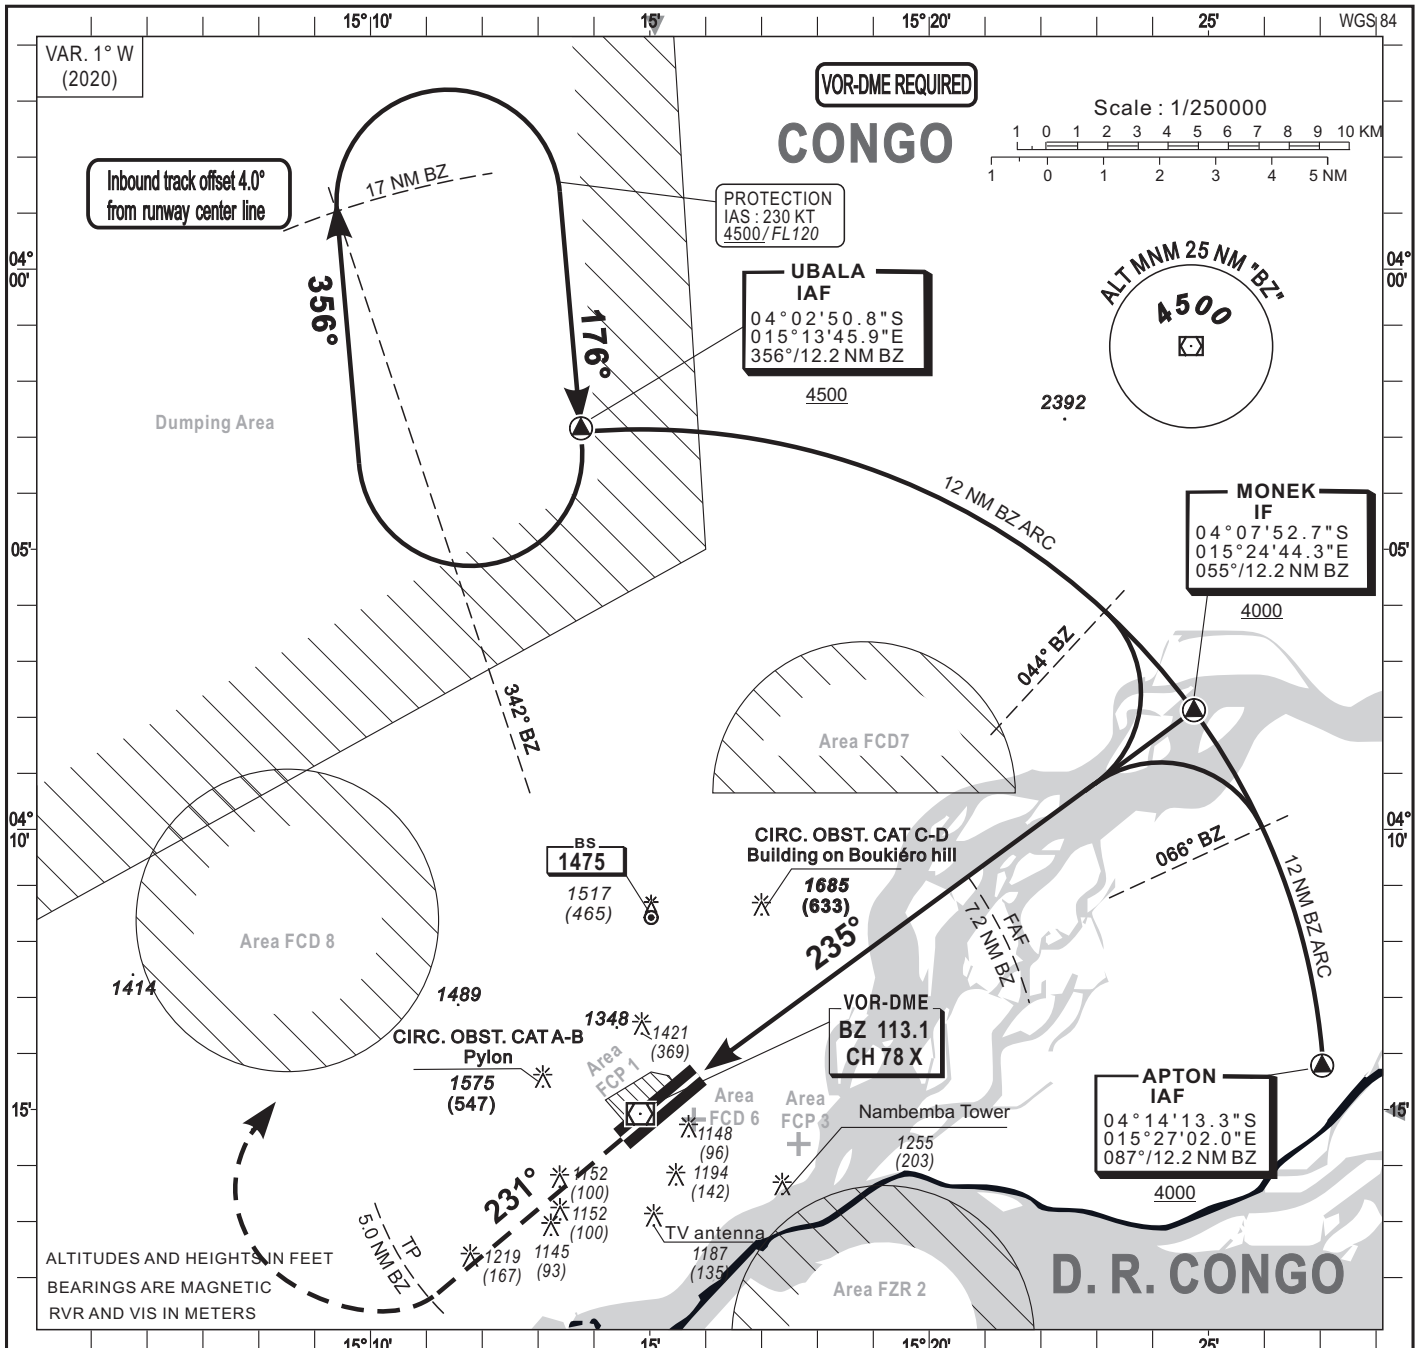 15° 10'
15'
15° 20'
25'
WGS 84
VAR. 1° W
(2020)
VOR-DME REQUIRED
CONGO
Scale : 1/250000
1 0 1 2 3 4 5 6 7 8 9 10 KM
1 0 1 2 3 4 5 NM
Inbound track offset 4.0°
from runway center line
17 NM BZ
PROTECTION
IAS : 230 KT
4500/FL120
04°
00'
04°
00'
ALT MNM 25 NM "BZ"
4500
UBALA
IAF
04°02'50.8"S
015°13'45.9"E
356°/12.2 NM BZ
4500
356°
176°
2392
Dumping Area
12 NM BZ ARC
MONEK
IF
04°07'52.7"S
015°24'44.3"E
055°/12.2 NM BZ
4000
05'
05'
044° BZ
342° BZ
Area FCD7
04°
10'
04°
10'
CIRC. OBST. CAT C-D
Building on Boukiéro hill
1685
(633)
BS
1475
1517
(465)
066° BZ
12 NM BZ ARC
FAF
7.2 NM BZ
235°
Area FCD 8
1414
1489
1348
1421
(369)
CIRC. OBST. CAT A-B
Pylon
1575
(547)
VOR-DME
BZ 113.1
CH 78 X
Area
FCP 1
Area
FCD 6
Area
FCP 3
Nambemba Tower
1255
(203)
APTON
IAF
04°14'13.3"S
015°27'02.0"E
087°/12.2 NM BZ
4000
15'
15'
1148
(96)
1194
(142)
1152
(100)
1152
(100)
1145
(93)
1219
(167)
231°
TP
5.0 NM BZ
TV antenna
1187
(135)
Area FZR 2
D. R. CONGO
ALTITUDES AND HEIGHTS IN FEET
BEARINGS ARE MAGNETIC
RVR AND VIS IN METERS
15° 10'
15'
15° 20'
25'